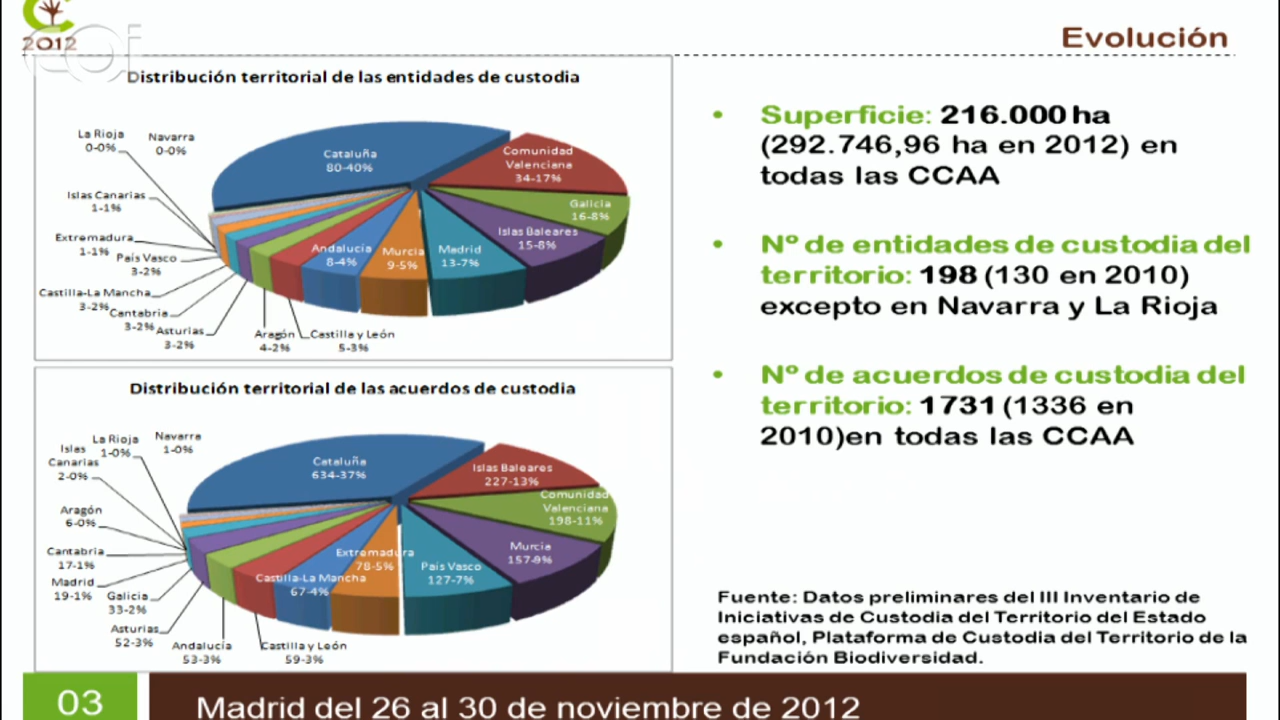 2012
eoi
Evolución
Distribución territorial de las entidades de custodia
La Rioja
0-0%
Navarra
0-0%
Cataluña
80-40%
Comunidad
Valenciana
34-17%
Islas Canarias
1-1%
Galicia
16-8%
Extremadura
1-1%
Islas Baleares
15-8%
País Vasco
3-2%
Andalucía
8-4%
Murcia
9-5%
Madrid
13-7%
Castilla-La Mancha
3-2%
Cantabria
3-2%
Asturias
3-2%
Aragón
4-2%
Castilla y León
5-3%
Distribución territorial de las acuerdos de custodia
La Rioja
1-0%
Navarra
1-0%
Islas
Canarias
2-0%
Cataluña
634-37%
Islas Baleares
227-13%
Comunidad
Valenciana
198-11%
Aragón
6-0%
Cantabria
17-1%
Extremadura
78-5%
Murcia
157-9%
País Vasco
127-7%
Madrid
19-1%
Castilla-La Mancha
67-4%
Galicia
33-2%
Asturias
52-3%
Andalucía
53-3%
Castilla y León
59-3%
• Superficie: 216.000 ha
(292.746,96 ha en 2012) en
todas las CCAA
• Nº de entidades de custodia del
territorio: 198 (130 en 2010)
excepto en Navarra y La Rioja
• Nº de acuerdos de custodia del
territorio: 1731 (1336 en
2010)en todas las CCAA
Fuente: Datos preliminares del III Inventario de
Iniciativas de Custodia del Territorio del Estado
español, Plataforma de Custodia del Territorio de la
Fundación Biodiversidad.
03
Madrid del 26 al 30 de noviembre de 2012